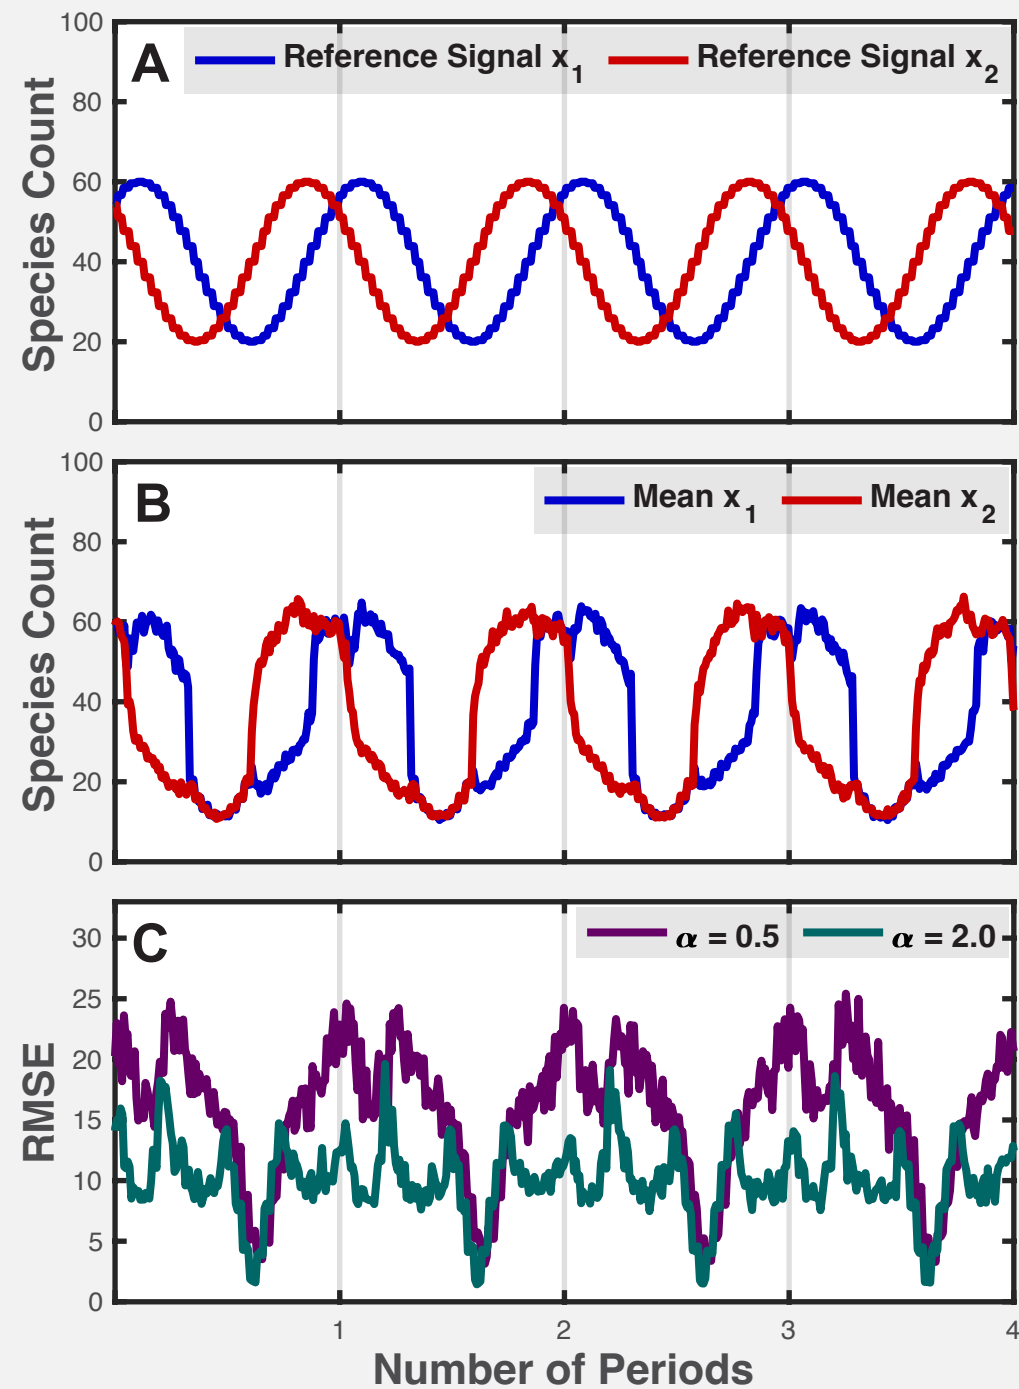 A
Reference Signal x1
Reference Signal x2
100
80
60
40
20
0
Species Count
B
Mean x1
Mean x2
100
80
60
40
20
0
Species Count
C
α = 0.5
α = 2.0
30
25
20
15
10
5
0
RMSE
1
2
3
4
Number of Periods